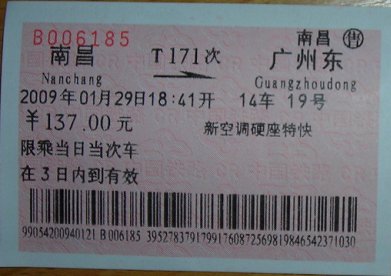 B006185 南昌 售
南昌 T171次 广州东
Nanchang Guangzhoudong
2009年01月29日18:41开 14车 19号
￥137.00元 新空调硬座特快
限乘当日当次车
在3日内到有效
99054200940121 B006185 39527837917991760872569819846542371030